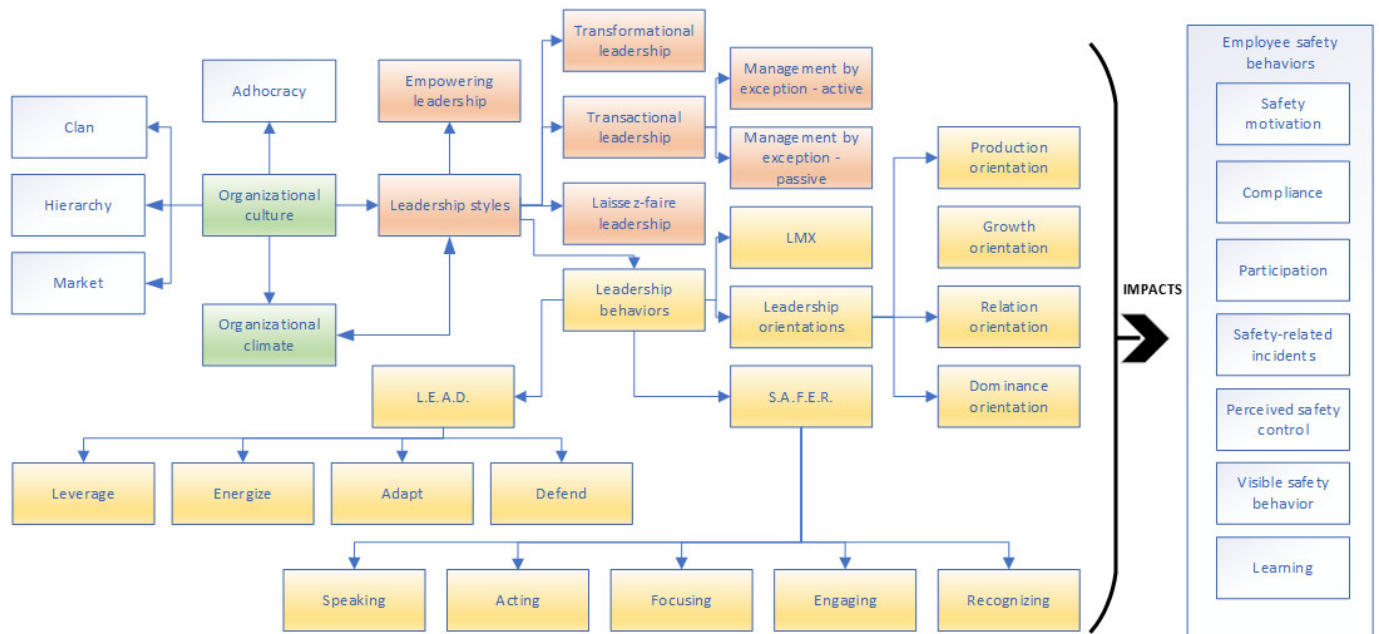 Transformational
leadership
Employee safety
behaviors
Empowering
leadership
Management by
exception - active
Adhocracy
Safety
motivation
Clan
Transactional
leadership
Management by
exception -
passive
Production
orientation
Compliance
Hierarchy
Organizational
culture
Leadership styles
Laissez-faire
leadership
LMX
Growth
orientation
Participation
Market
Leadership
behaviors
IMPACTS
Organizational
climate
Leadership
orientations
Relation
orientation
Safety-related
incidents
L.E.A.D.
S.A.F.E.R.
Dominance
orientation
Perceived safety
control
Leverage
Energize
Adapt
Defend
Visible safety
behavior
Learning
Speaking
Acting
Focusing
Engaging
Recognizing